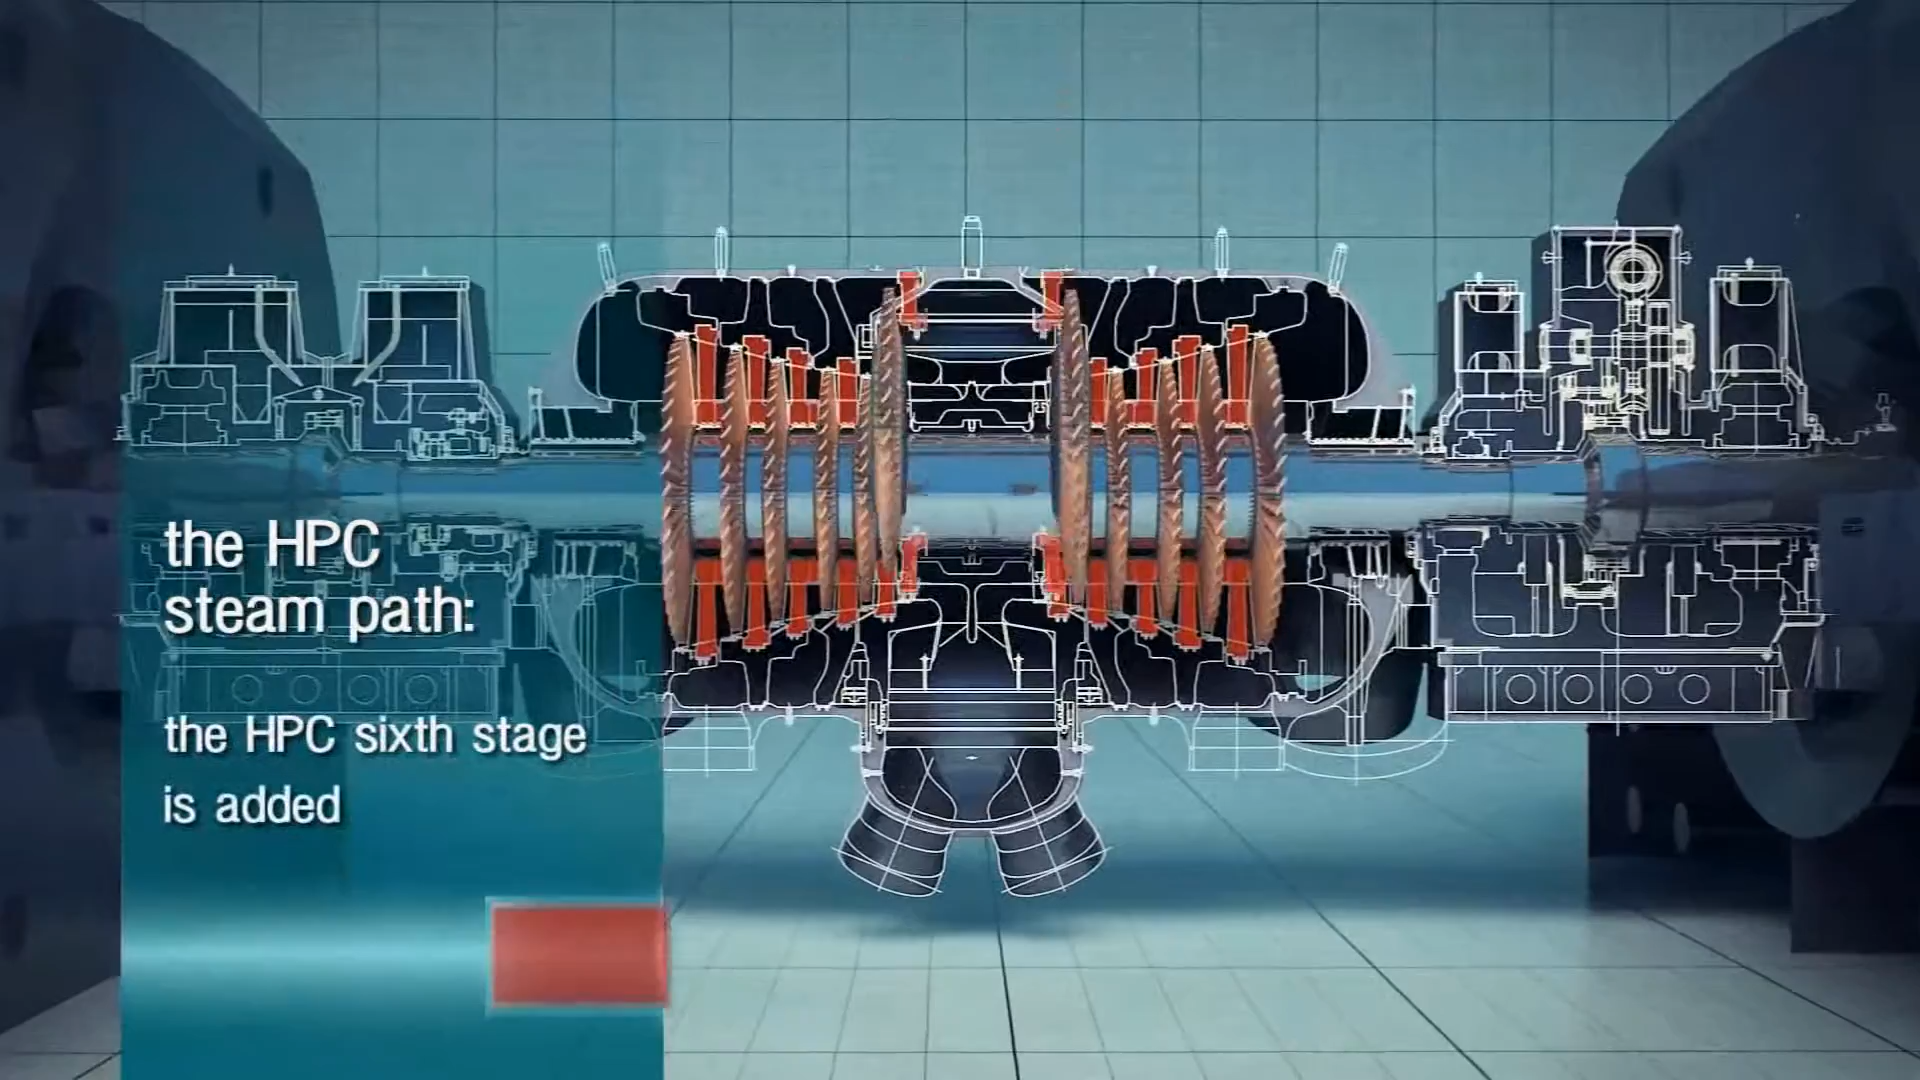 the HPC
steam path:
the HPC sixth stage
is added